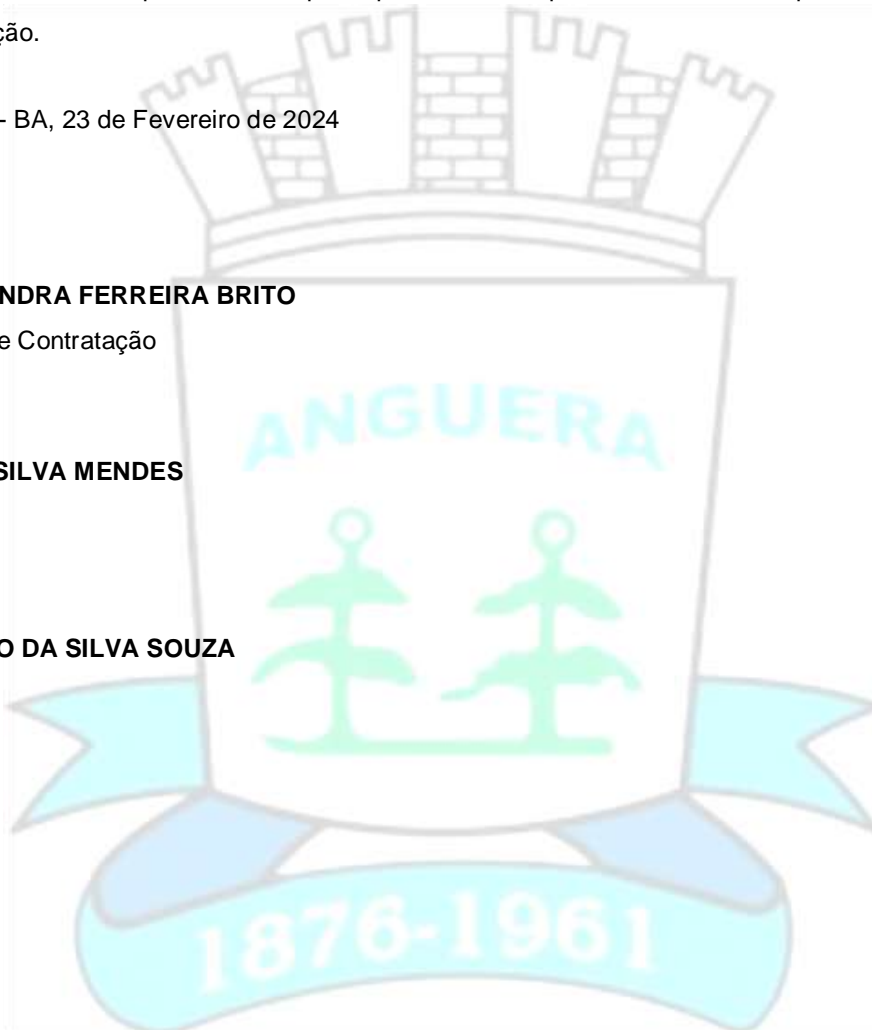 ção.
- BA, 23 de Fevereiro de 2024
NDRA FERREIRA BRITO
e Contratação
ANGUERA
SILVA MENDES
O DA SILVA SOUZA
1876-1961